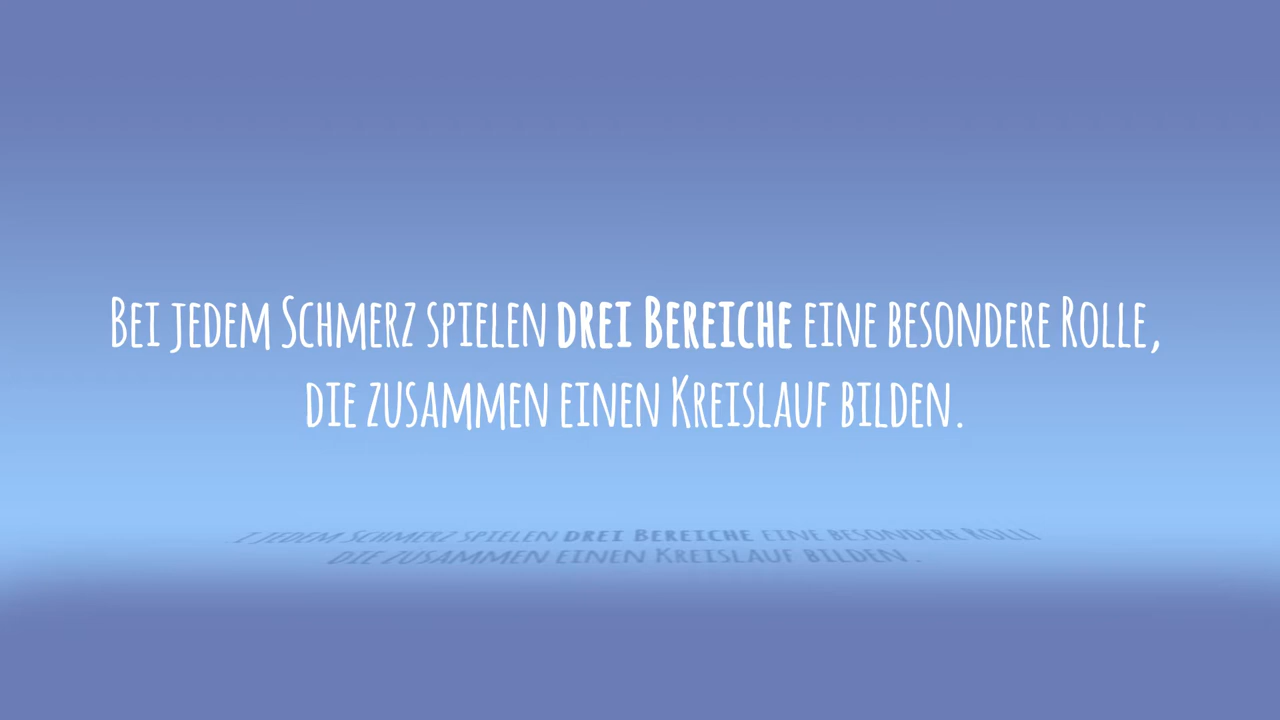 Bei jedem Schmerz spielen drei Bereiche eine besondere Rolle,
die zusammen einen Kreislauf bilden.